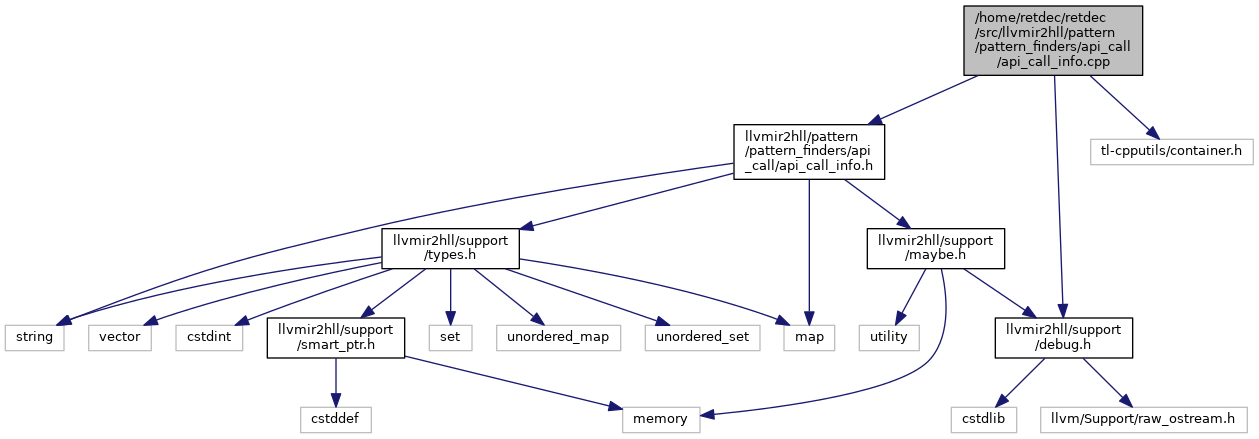 /home/retdec/retdec
/src/llvmir2hll/pattern
/pattern_finders/api_call
/api_call_info.cpp
llvmir2hll/pattern
/pattern_finders/api
_call/api_call_info.h
tl-cpputils/container.h
llvmir2hll/support
/types.h
llvmir2hll/support
/maybe.h
string
vector
cstdint
llvmir2hll/support
/smart_ptr.h
set
unordered_map
unordered_set
map
utility
llvmir2hll/support
/debug.h
cstddef
memory
cstdlib
llvm/Support/raw_ostream.h